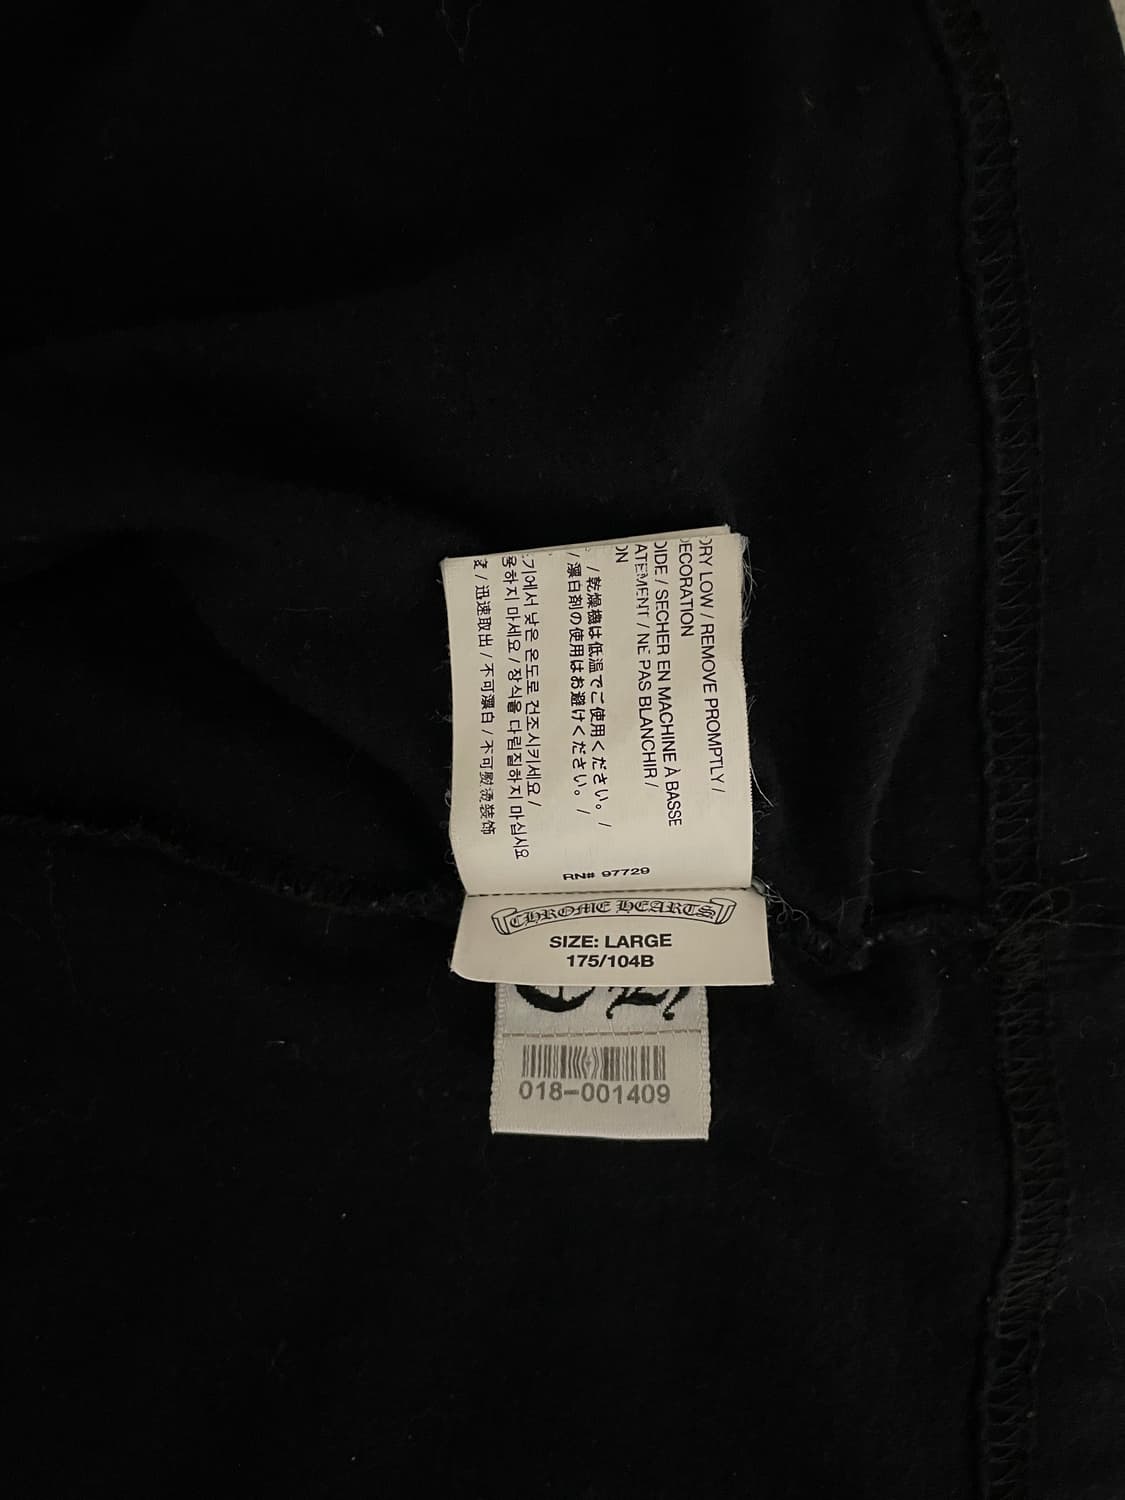 DRY LOW / REMOVE PROMPTLY /
DECORATION
OIDE / SECHER EN MACHINE À BASSE
ATEMENT / NE PAS BLANCHIR /
ON
/ 乾燥機は低温でご使用ください。 /
/ 漂白剤の使用はお避けください。 /
기에서 낮은 온도로 건조시키세요 /
용하지 마세요 / 장식을 다림질하지 마십시오
/ 迅速取出 / 不可漂白 / 不可熨烫装饰
RN# 97729
CHROME HEARTS
SIZE: LARGE
175/104B
018-001409